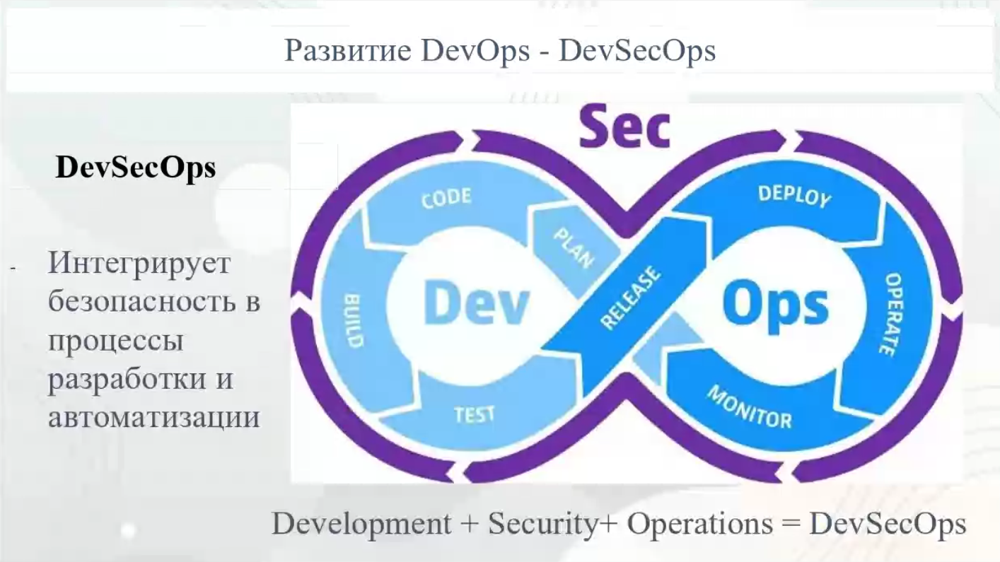 Развитие DevOps - DevSecOps
DevSecOps
- Интегрирует
безопасность в
процессы
разработки и
автоматизации
Sec
CODE
PLAN
BUILD
Dev
TEST
RELEASE
DEPLOY
Ops
OPERATE
MONITOR
Development + Security+ Operations = DevSecOps